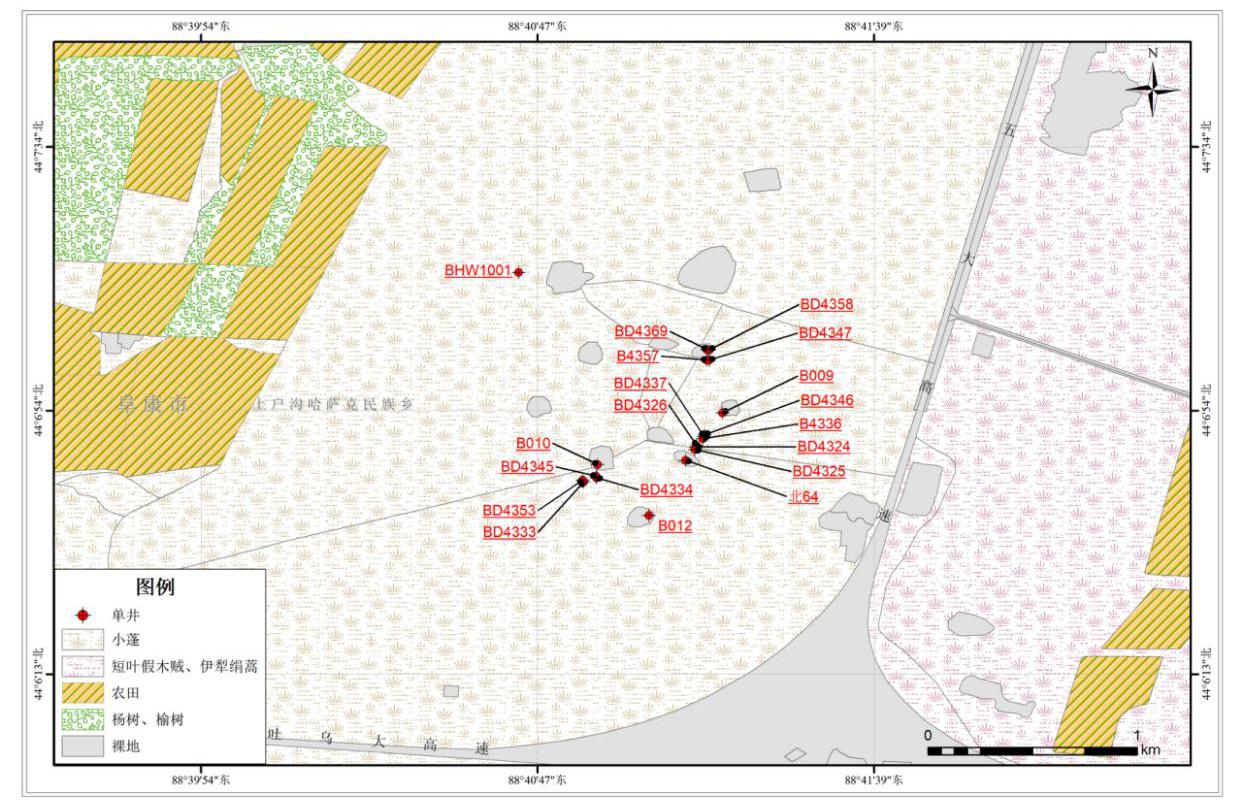 88°39'54"东
88°40'47"东
88°41'39"东
N
44°7'34"北
44°7'34"北
五
大
高
速
BHW1001
BD4358
BD4369
BD4347
B4357
B009
BD4337
BD4346
BD4326
B4336
阜康市
上户沟哈萨克民族乡
44°6'54"北
44°6'54"北
B010
BD4324
BD4345
BD4325
BD4334
北64
BD4353
B012
BD4333
图例
单井
小蓬
短叶假木贼、伊犁绢蒿
农田
杨树、榆树
裸地
44°6'13"北
44°6'13"北
吐乌大高速
0
1
km
88°39'54"东
88°40'47"东
88°41'39"东